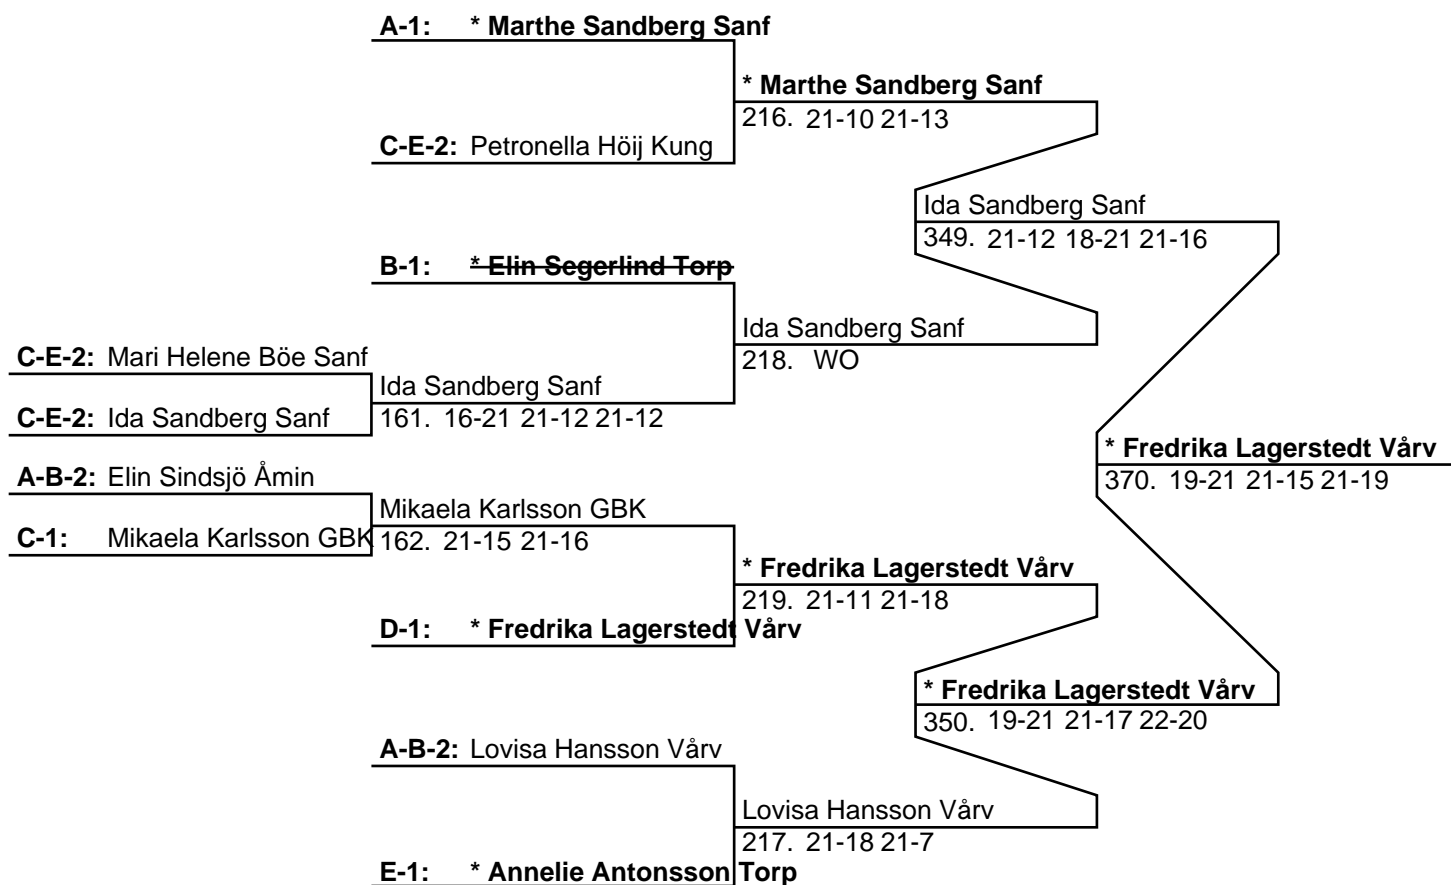 A-1: * Marthe Sandberg Sanf
* Marthe Sandberg Sanf
216. 21-10 21-13
C-E-2: Petronella Höij Kung
Ida Sandberg Sanf
349. 21-12 18-21 21-16
B-1: * Elin Segerlind Torp
Ida Sandberg Sanf
218. WO
C-E-2: Mari Helene Böe Sanf
Ida Sandberg Sanf
161. 16-21 21-12 21-12
C-E-2: Ida Sandberg Sanf
* Fredrika Lagerstedt Vårv
370. 19-21 21-15 21-19
A-B-2: Elin Sindsjö Åmin
Mikaela Karlsson GBK
162. 21-15 21-16
C-1: Mikaela Karlsson GBK
* Fredrika Lagerstedt Vårv
219. 21-11 21-18
D-1: * Fredrika Lagerstedt Vårv
* Fredrika Lagerstedt Vårv
350. 19-21 21-17 22-20
A-B-2: Lovisa Hansson Vårv
Lovisa Hansson Vårv
217. 21-18 21-7
E-1: * Annelie Antonsson Torp